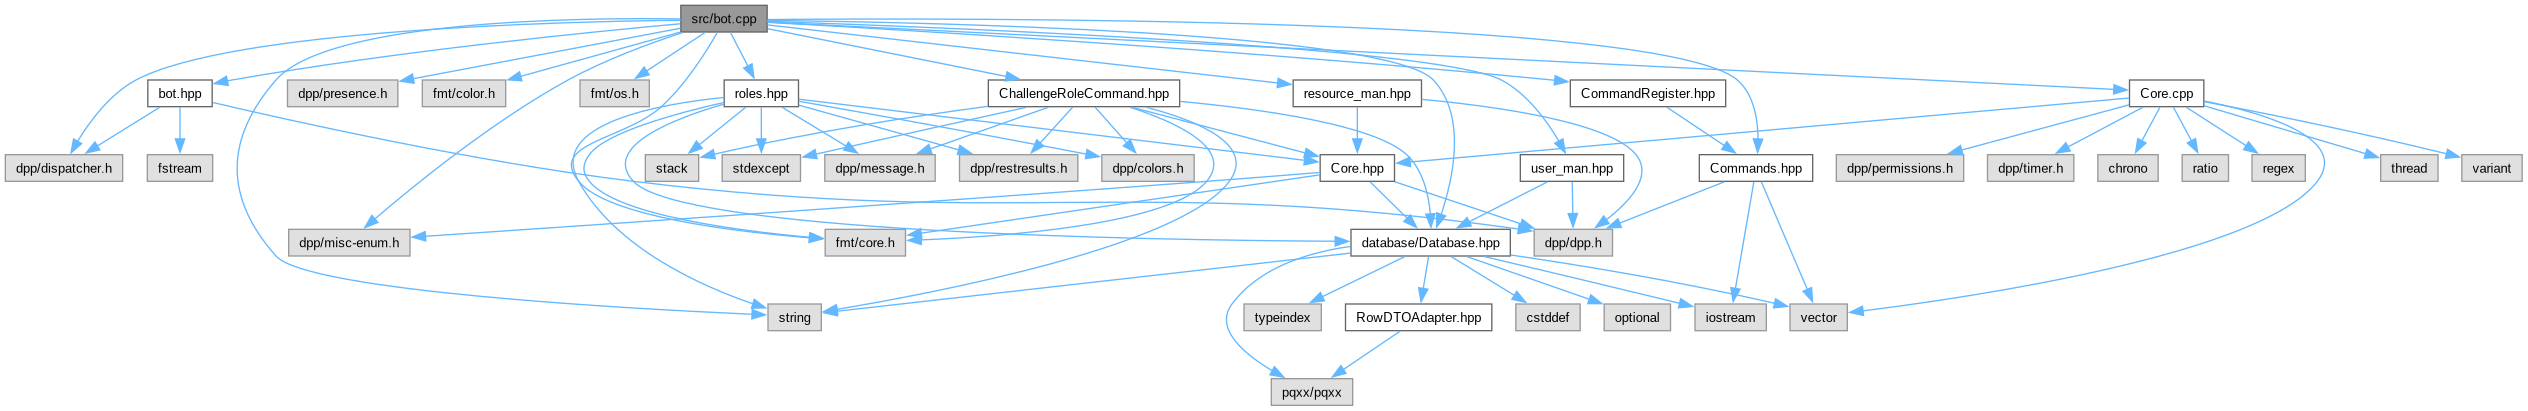 src/bot.cpp
bot.hpp
dpp/presence.h
fmt/color.h
fmt/os.h
roles.hpp
ChallengeRoleCommand.hpp
resource_man.hpp
CommandRegister.hpp
Core.cpp
dpp/dispatcher.h
fstream
stack
stdexcept
dpp/message.h
dpp/restresults.h
dpp/colors.h
Core.hpp
user_man.hpp
Commands.hpp
dpp/permissions.h
dpp/timer.h
chrono
ratio
regex
thread
variant
dpp/misc-enum.h
fmt/core.h
database/Database.hpp
dpp/dpp.h
string
typeindex
RowDTOAdapter.hpp
cstddef
optional
iostream
vector
pqxx/pqxx